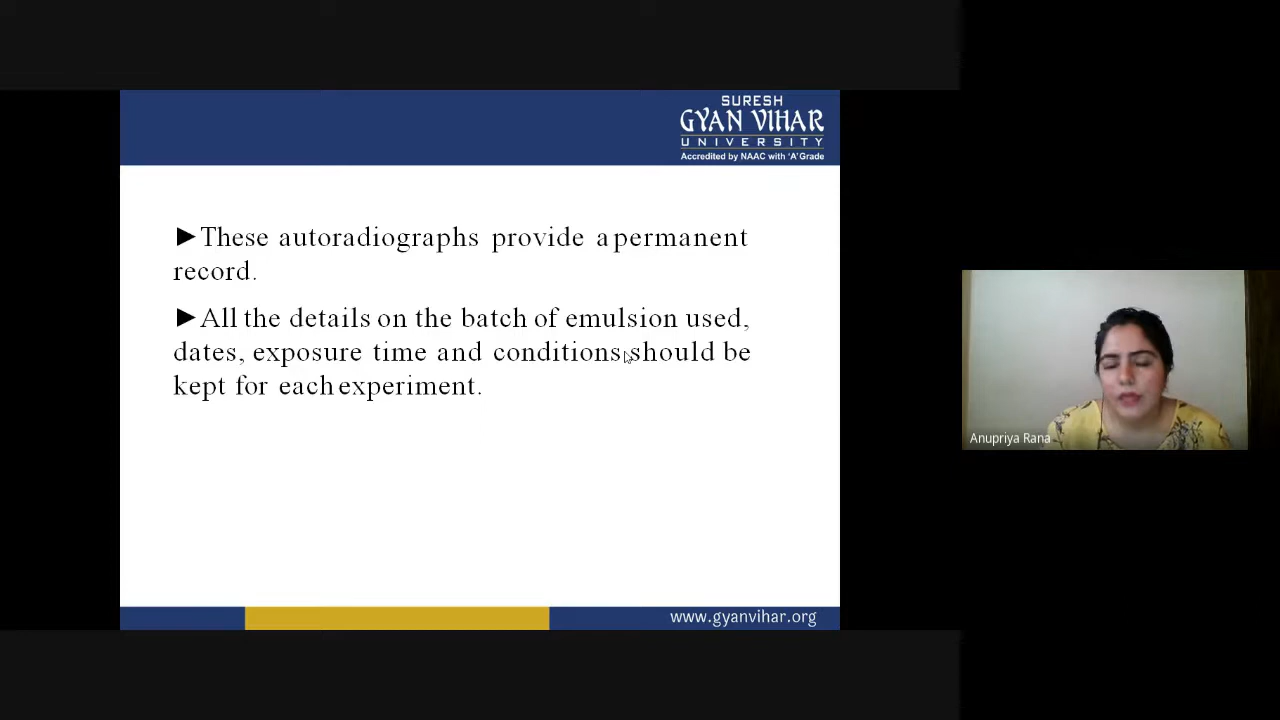 SURESH
GYAN VIHAR
UNIVERSITY
Accredited by NAAC with 'A' Grade
►These autoradiographs provide a permanent
record.
►All the details on the batch of emulsion used,
dates, exposure time and conditions should be
kept for each experiment.
www.gyanvihar.org
Anupriya Rana